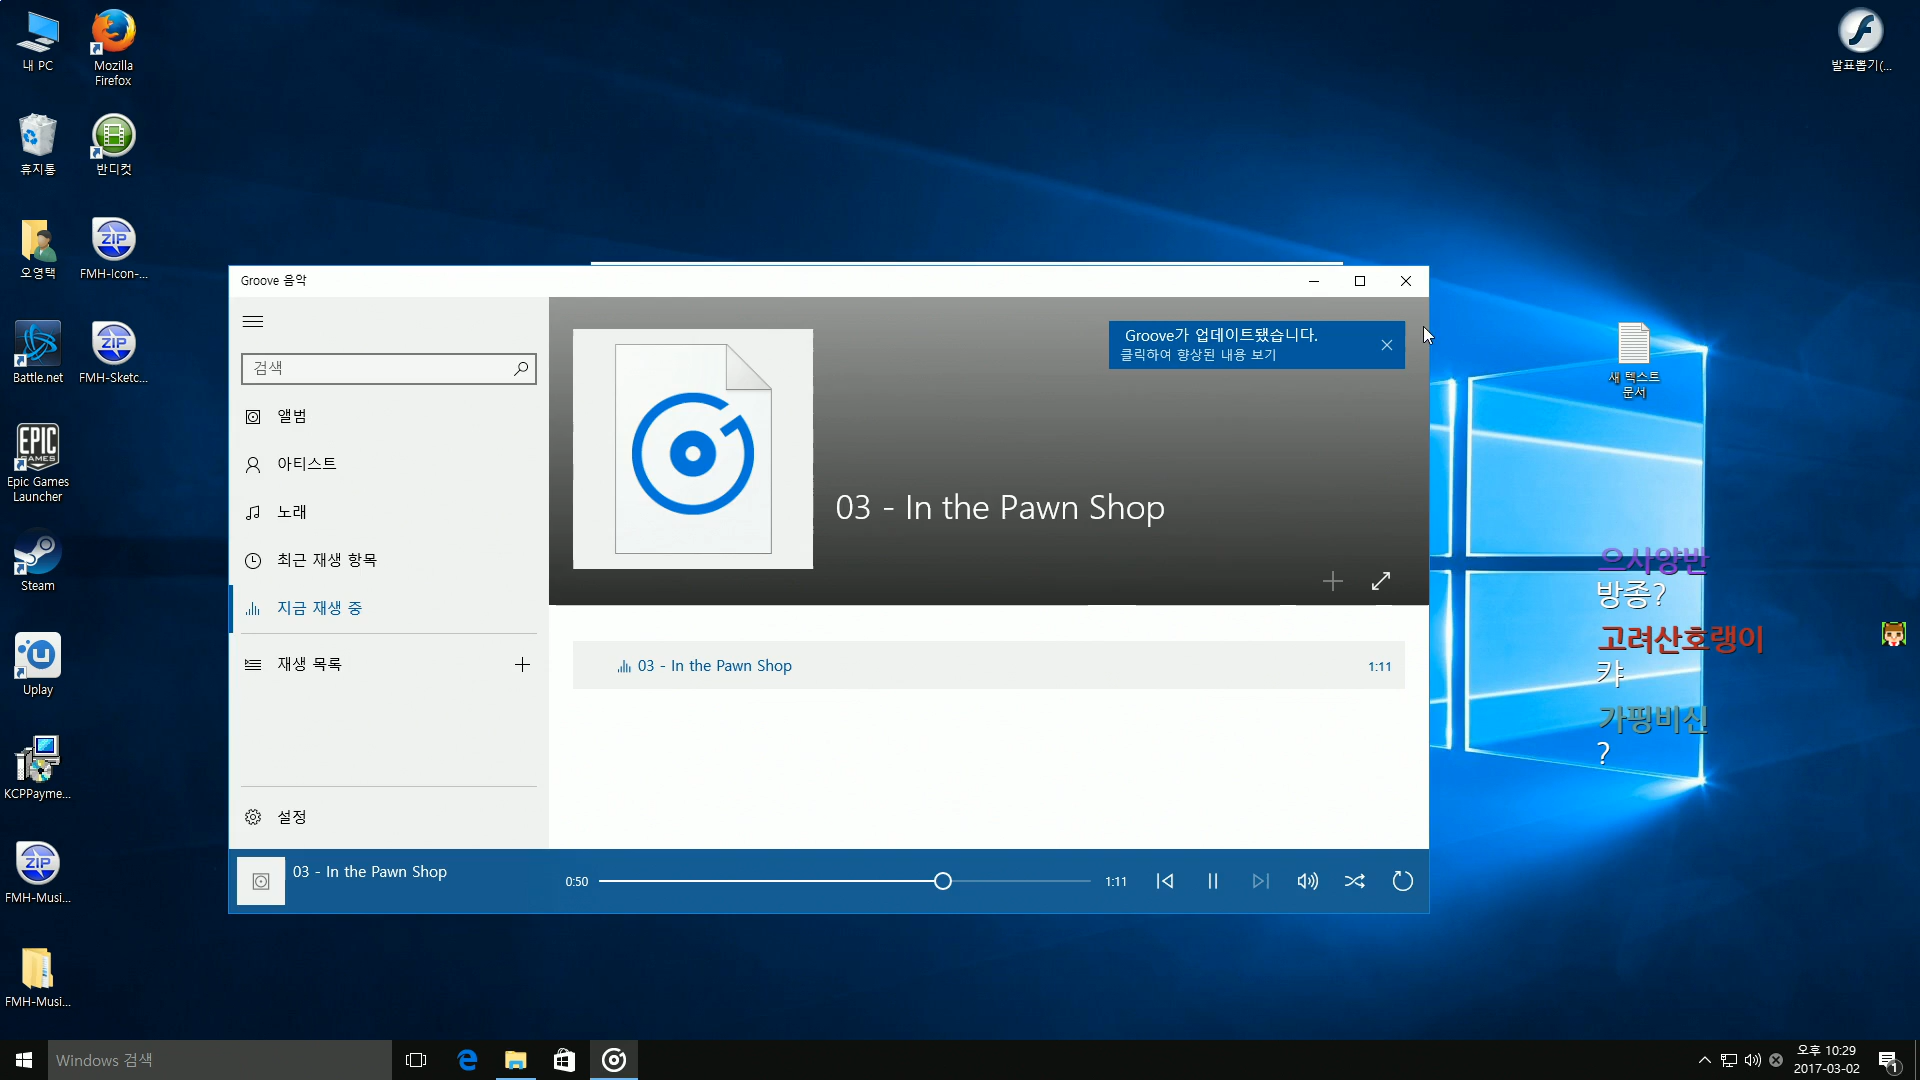 내 PC
Mozilla
Firefox
발표뽑기(...
휴지통
반디컷
오영택
FMH-Icon-...
Battle.net
FMH-Sketc...
EPIC
GAMES
Epic Games
Launcher
Steam
Uplay
KCPPayme...
ZIP
FMH-Musi...
FMH-Musi...
Groove 음악
검색
앨범
아티스트
노래
최근 재생 항목
지금 재생 중
재생 목록
설정
Groove가 업데이트됐습니다.
클릭하여 향상된 내용 보기
03 - In the Pawn Shop
03 - In the Pawn Shop
1:11
03 - In the Pawn Shop
0:50
1:11
새 텍스트
문서
으사양반
방종?
고려산호랭이
캬
가핑비신
?
Windows 검색
오후 10:29
2017-03-02
1